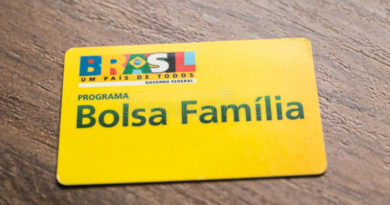 BRASIL
UM PAÍS DE TODOS
GOVERNO FEDERAL
PROGRAMA
Bolsa Família